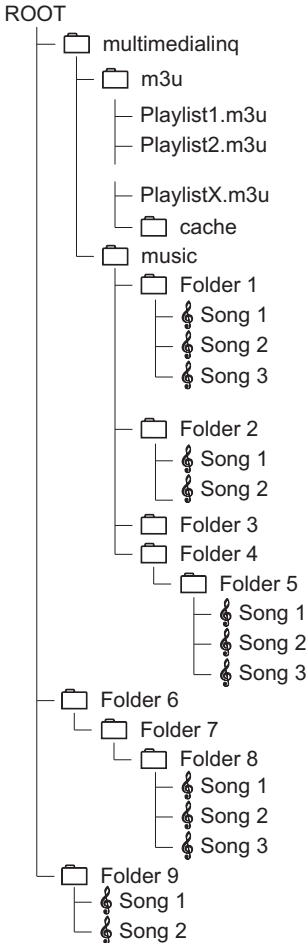 ROOT
multimedialinq
m3u
Playlist1.m3u
Playlist2.m3u
PlaylistX.m3u
cache
music
Folder 1
Song 1
Song 2
Song 3
Folder 2
Song 1
Song 2
Folder 3
Folder 4
Folder 5
Song 1
Song 2
Song 3
Folder 6
Folder 7
Folder 8
Song 1
Song 2
Song 3
Folder 9
Song 1
Song 2